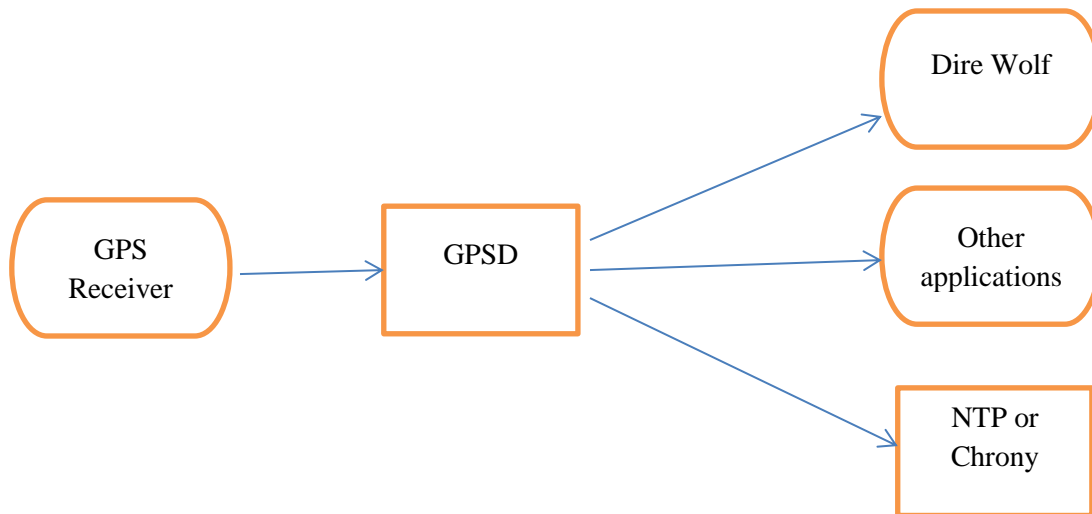 Dire Wolf
GPS
Receiver
GPSD
Other
applications
NTP or
Chrony